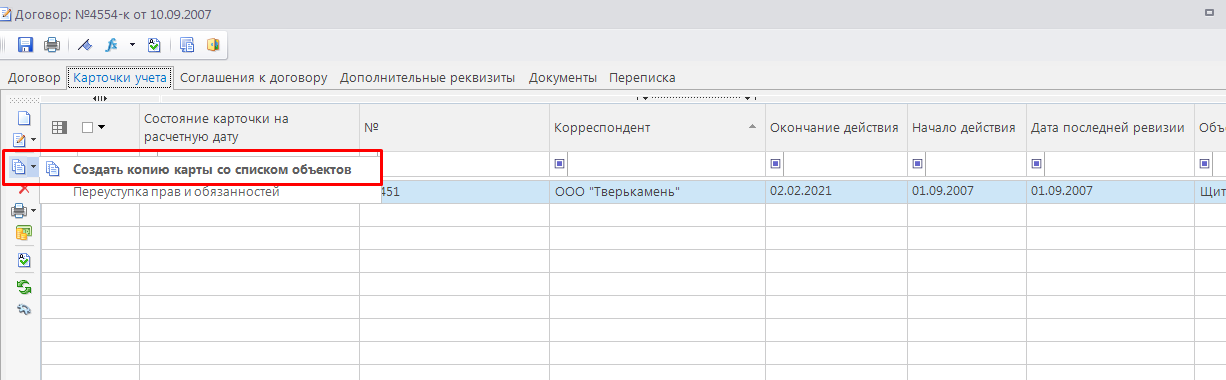 Договор: №4554-к от 10.09.2007
Договор Карточки учета Соглашения к договору Дополнительные реквизиты Документы Переписка
Состояние карточки на
расчетную дату
№ Корреспондент Окончание действия Начало действия Дата последней ревизии Объ
Создать копию карты со списком объектов
Переуступка прав и обязанностей
451 ООО "Тверькамень" 02.02.2021 01.09.2007 01.09.2007 Щит